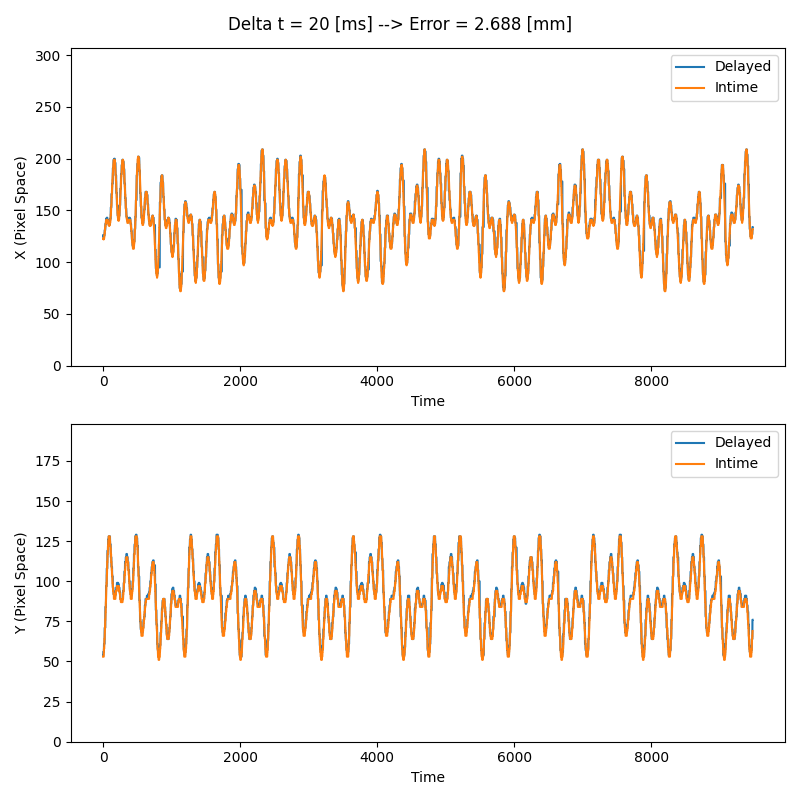 Delta t = 20 [ms] --> Error = 2.688 [mm]
300
250
200
150
100
50
0
X (Pixel Space)
Delayed
Intime
0
2000
4000
6000
8000
Time
175
150
125
100
75
50
25
0
Y (Pixel Space)
Delayed
Intime
0
2000
4000
6000
8000
Time